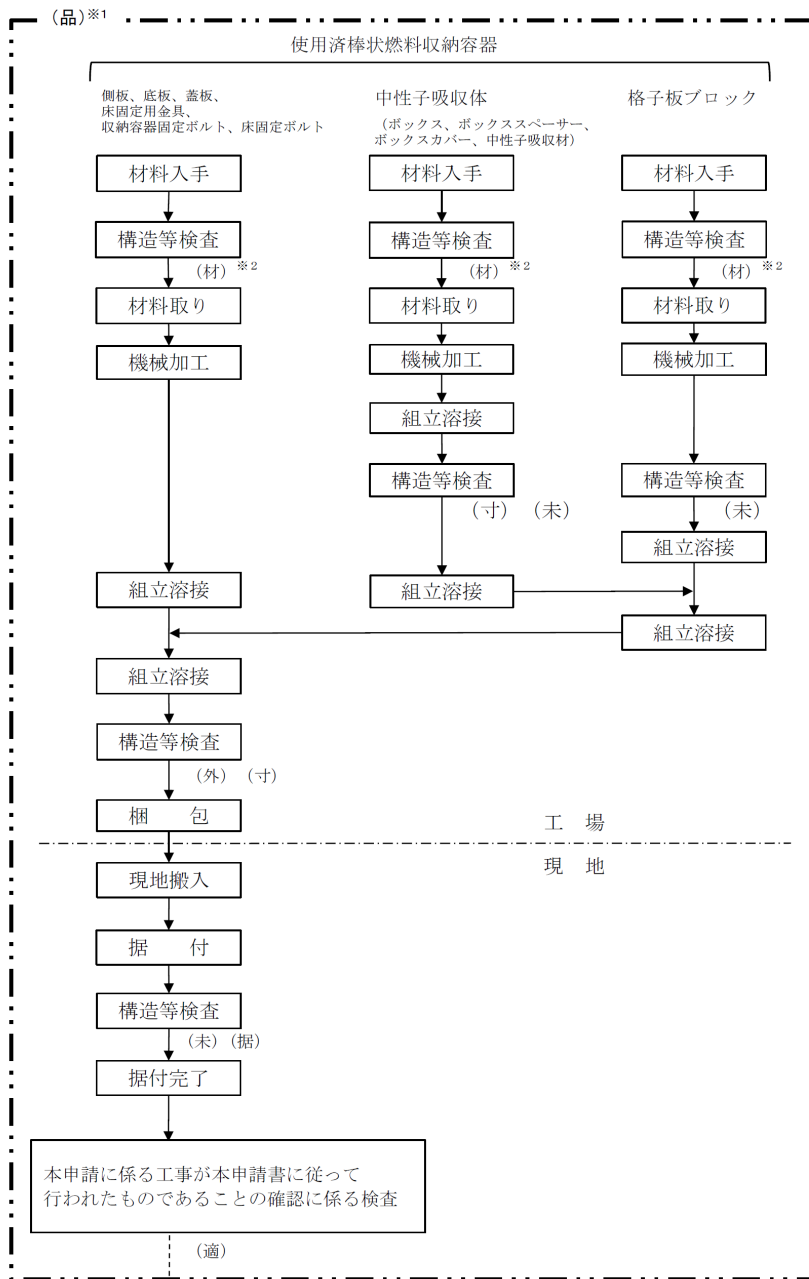 (品)※1
使用済棒状燃料収納容器
側板、底板、蓋板、
床固定用金具、
収納容器固定ボルト、床固定ボルト
中性子吸収体
(ボックス、ボックススペーサー、
ボックスカバー、中性子吸収材)
格子板ブロック
材料入手
材料入手
材料入手
構造等検査
構造等検査
構造等検査
(材)※2
(材)※2
(材)※2
材料取り
材料取り
材料取り
機械加工
機械加工
機械加工
組立溶接
構造等検査
構造等検査
(寸) (未)
(未)
組立溶接
組立溶接
組立溶接
組立溶接
組立溶接
構造等検査
(外) (寸)
梱 包
工 場
現 地
現地搬入
据 付
構造等検査
(未)(据)
据付完了
本申請に係る工事が本申請書に従って
行われたものであることの確認に係る検査
(適)